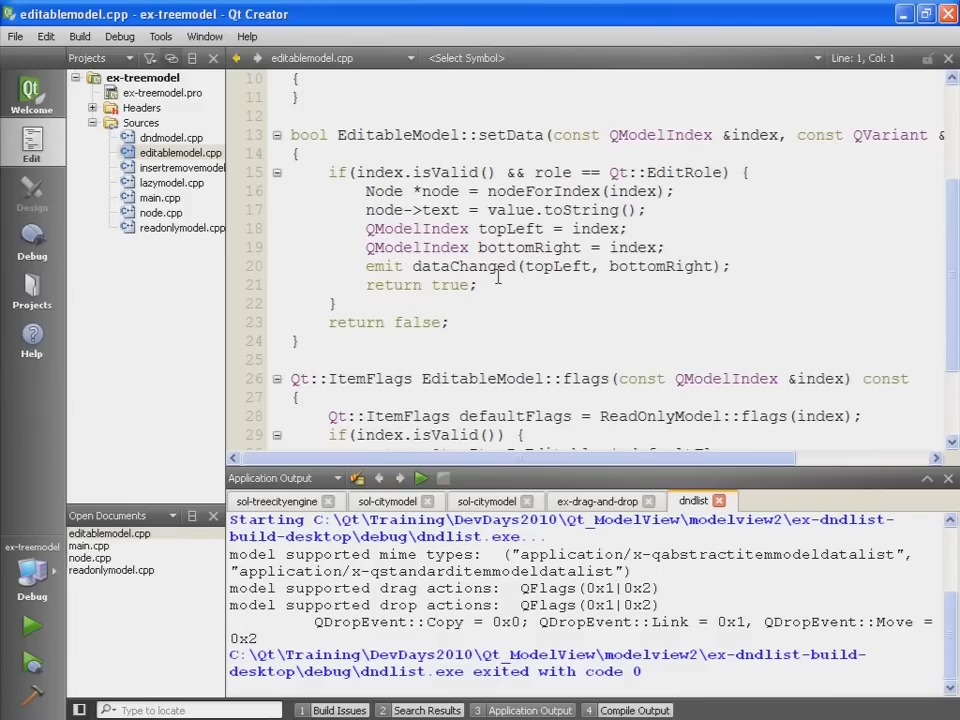 editablemodel.cpp - ex-treemodel - Qt Creator
File Edit Build Debug Tools Window Help
Projects
editablemodel.cpp
<Select Symbol>
Line: 1, Col: 1
Welcome
Edit
Design
Debug
Projects
Help
ex-treemodel
ex-treemodel.pro
Headers
Sources
dndmodel.cpp
editablemodel.cpp
insertremovemodel
lazymodel.cpp
main.cpp
node.cpp
readonlymodel.cpp
10 {
11 }
12
13 bool EditableModel::setData(const QModelIndex &index, const QVariant &
14 {
15 if(index.isValid() && role == Qt::EditRole) {
16 Node *node = nodeForIndex(index);
17 node->text = value.toString();
18 QModelIndex topLeft = index;
19 QModelIndex bottomRight = index;
20 emit dataChanged(topLeft, bottomRight);
21 return true;
22 }
23 return false;
24 }
25
26 Qt::ItemFlags EditableModel::flags(const QModelIndex &index) const
27 {
28 Qt::ItemFlags defaultFlags = ReadOnlyModel::flags(index);
29 if(index.isValid()) {
Open Documents
editablemodel.cpp
main.cpp
node.cpp
readonlymodel.cpp
ex-treemodel
Debug
Application Output
sol-treecityengine sol-citymodel sol-citymodel ex-drag-and-drop dndlist
Starting C:\Qt\Training\DevDays2010\Qt_ModelView\modelview2\ex-dndlist-
build-desktop\debug\dndlist.exe...
model supported mime types: ("application/x-qabstractitemmodeldatalist",
"application/x-qstandarditemmodeldatalist")
model supported drag actions: QFlags(0x1|0x2)
model supported drop actions: QFlags(0x1|0x2)
QDropEvent::Copy = 0x0; QDropEvent::Link = 0x1, QDropEvent::Move =
0x2
C:\Qt\Training\DevDays2010\Qt_ModelView\modelview2\ex-dndlist-build-
desktop\debug\dndlist.exe exited with code 0
Type to locate
1 Build Issues 2 Search Results 3 Application Output 4 Compile Output